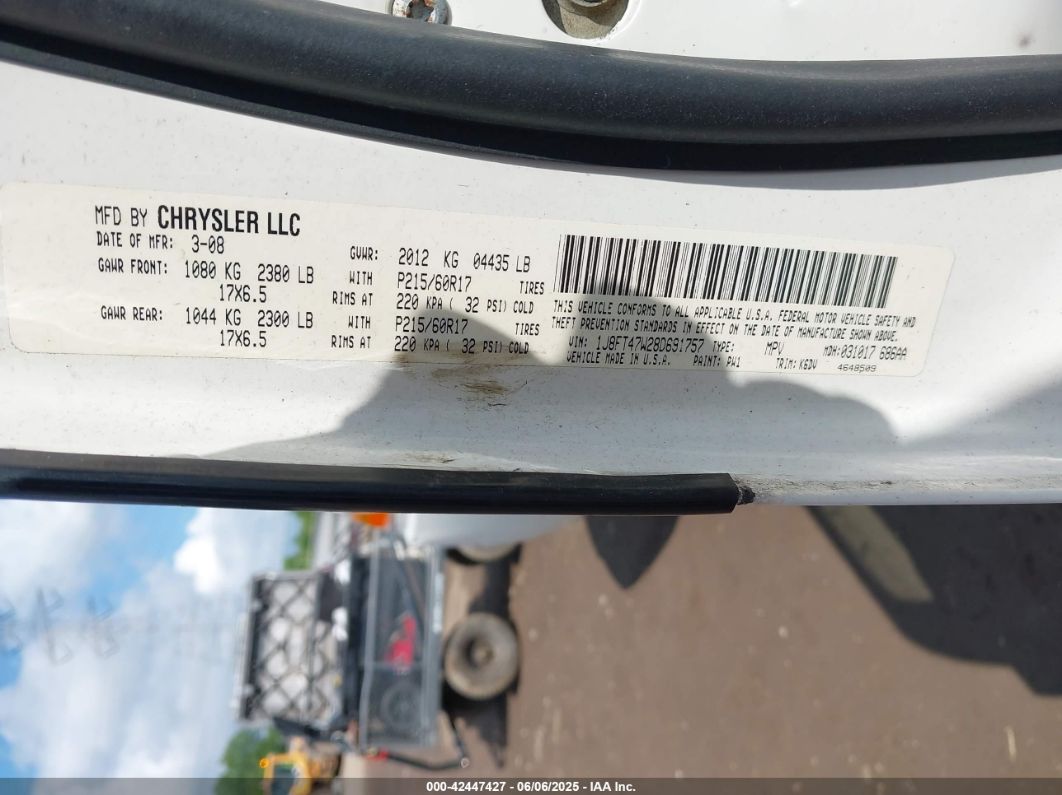 MFD BY CHRYSLER LLC
DATE OF MFR: 3-08
GVWR: 2012 KG 04435 LB
GAWR FRONT: 1080 KG 2380 LB WITH P215/60R17 TIRES
17X6.5 RIMS AT 220 KPA ( 32 PSI) COLD
GAWR REAR: 1044 KG 2300 LB WITH P215/60R17 TIRES
17X6.5 RIMS AT 220 KPA ( 32 PSI) COLD
THIS VEHICLE CONFORMS TO ALL APPLICABLE U.S.A. FEDERAL MOTOR VEHICLE SAFETY AND
THEFT PREVENTION STANDARDS IN EFFECT ON THE DATE OF MANUFACTURE SHOWN ABOVE.
VIN: 1J8FT47W28D691757 TYPE: MPV MDH:031017 686AA
VEHICLE MADE IN U.S.A. PAINT: PW1 TRIM: K6DV 4648509
000-42447427 - 06/06/2025 - IAA Inc.